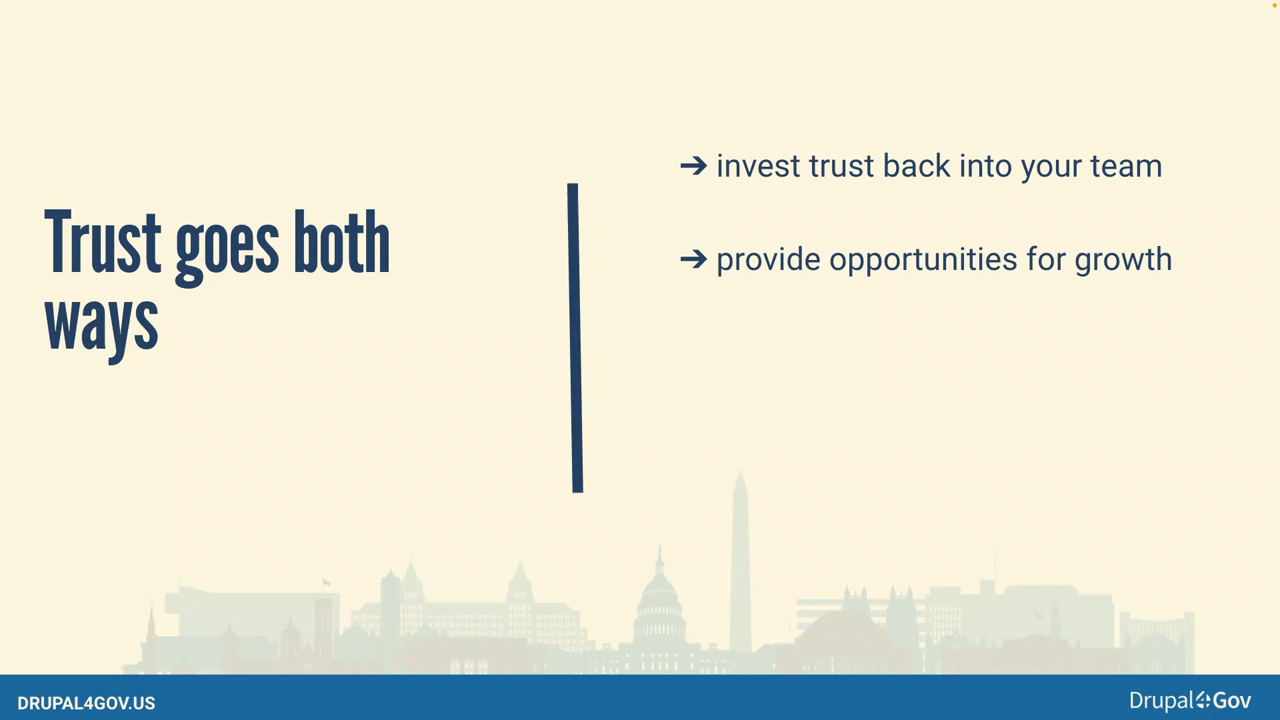 Trust goes both
ways
➔ invest trust back into your team
➔ provide opportunities for growth
DRUPAL4GOV.US
Drupal4Gov